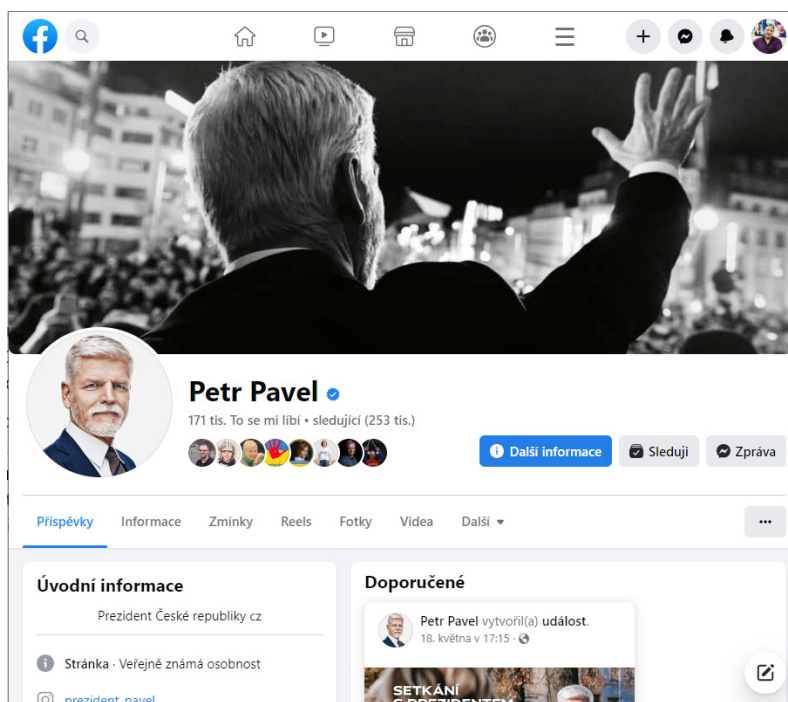 Petr Pavel
171 tis. To se mi líbí • sledující (253 tis.)
Další informace
Sleduji
Zpráva
Příspěvky
Informace
Zmínky
Reels
Fotky
Videa
Další
Úvodní informace
Prezident České republiky cz
Stránka · Veřejně známá osobnost
prezident_pavel
Doporučené
Petr Pavel vytvořil(a) událost.
18. května v 17:15 ·
SETKÁNÍ
S PREZIDENTEM